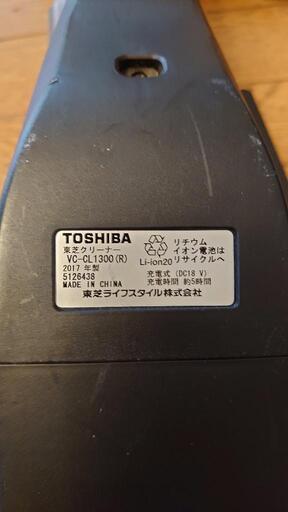 TOSHIBA
東芝クリーナー
VC-CL1300(R)
2017 年製
5126438
MADE IN CHINA
リチウム
イオン電池は
リサイクルへ
Li-ion20
充電式 (DC18 V)
充電時間 約5時間
東芝ライフスタイル株式会社